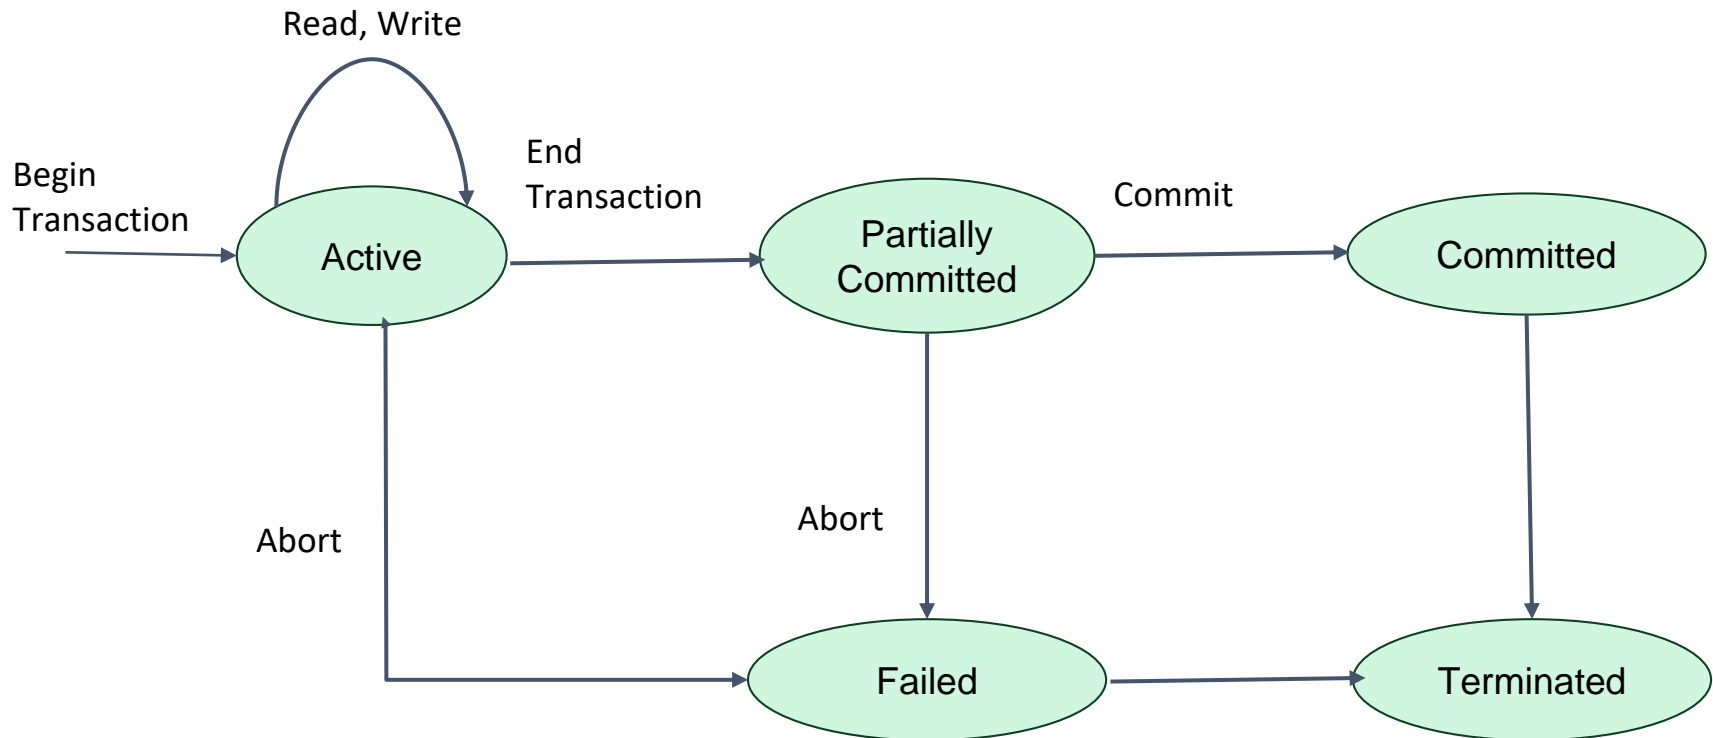 Read, Write
Begin
Transaction
End
Transaction
Commit
Active
Partially
Committed
Committed
Abort
Abort
Failed
Terminated